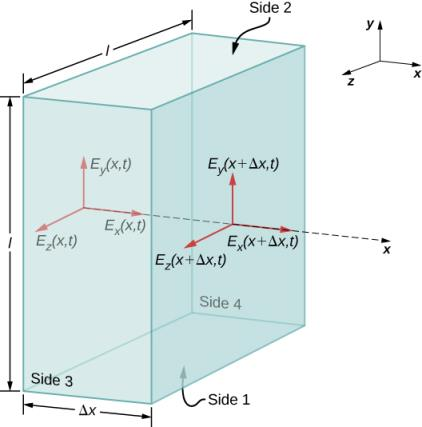 Side 2
y
x
z
l
E_y(x,t)
E_x(x,t)
E_z(x,t)
E_y(x+Δx,t)
E_x(x+Δx,t)
E_z(x+Δx,t)
x
l
Side 4
Side 3
Side 1
Δx